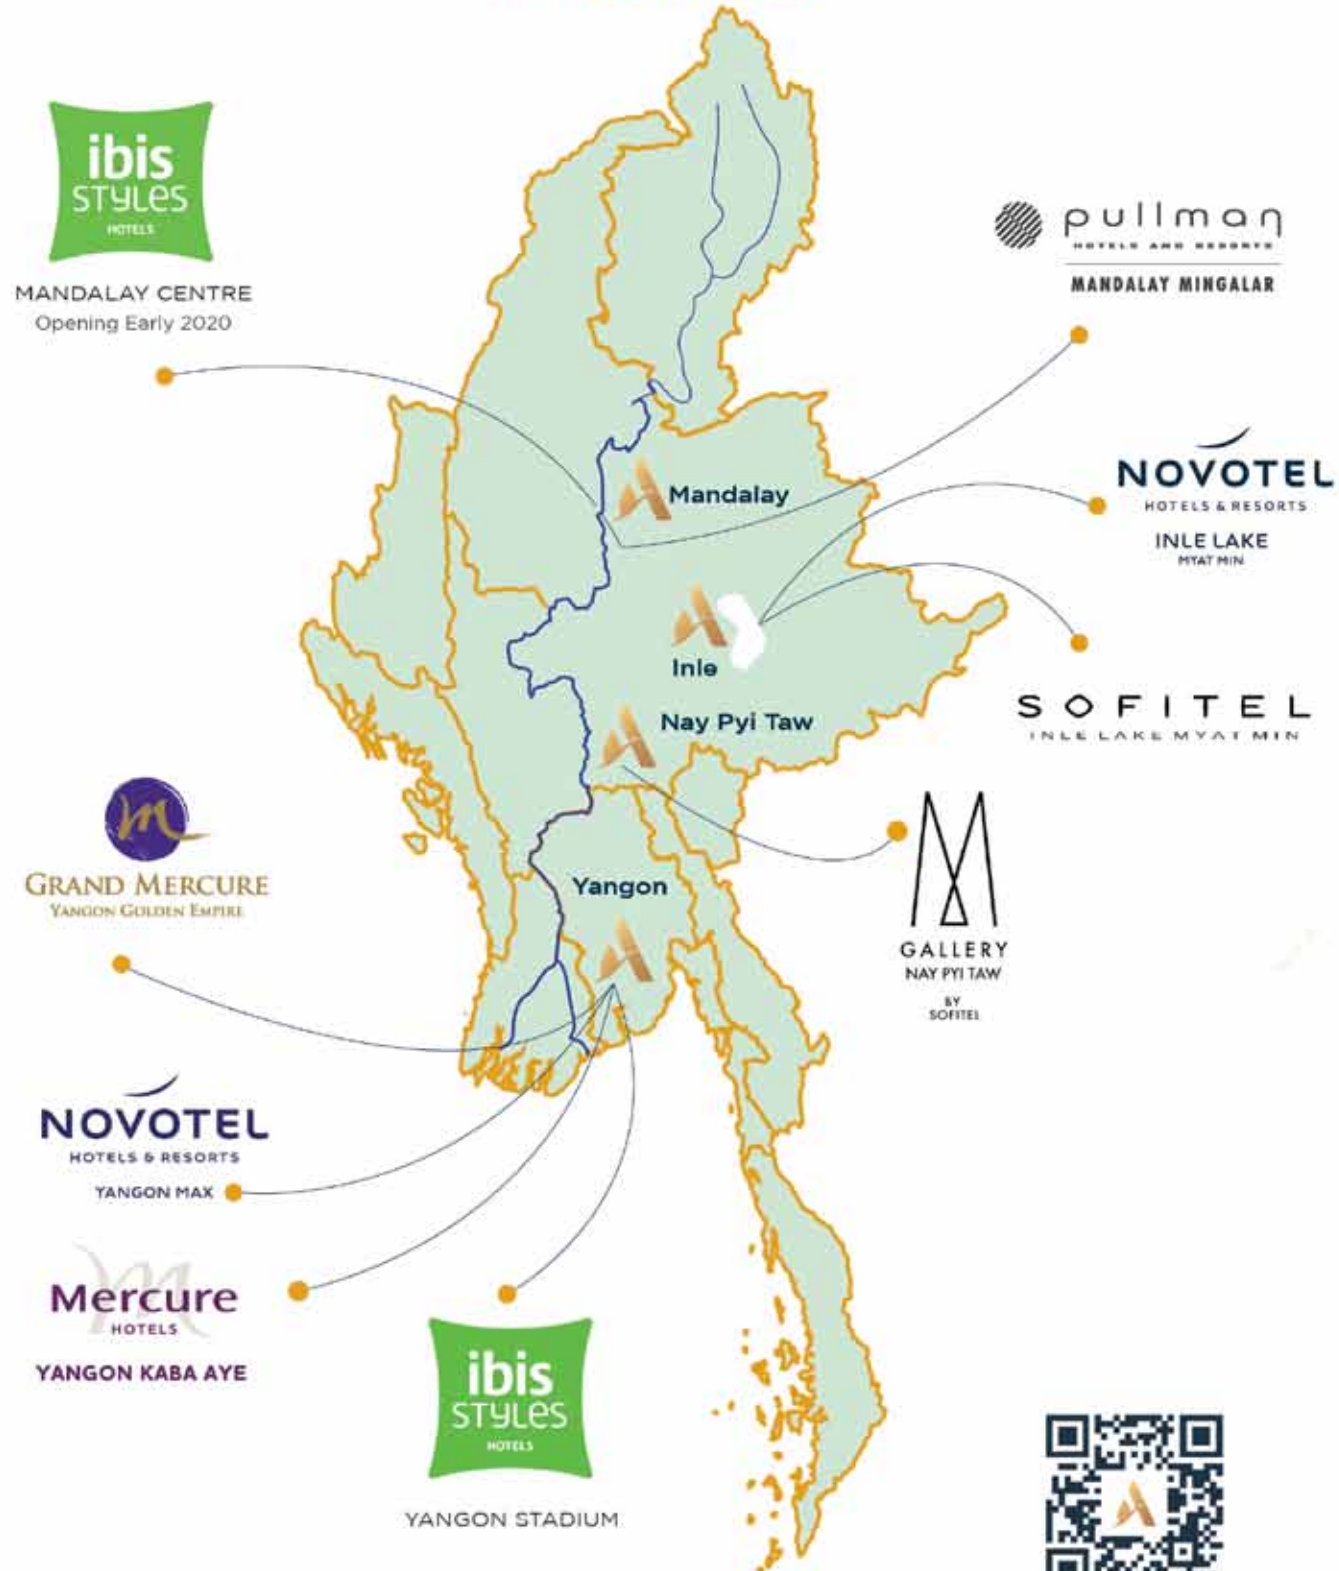 ibis
STYLES
HOTELS
MANDALAY CENTRE
Opening Early 2020
pullman
HOTELS AND RESORTS
MANDALAY MINGALAR
NOVOTEL
HOTELS & RESORTS
INLE LAKE
MYAT MIN
Mandalay
Inle
SOFITEL
INLE LAKE MYAT MIN
Nay Pyi Taw
m
GRAND MERCURE
YANGON GOLDEN EMPIRE
Yangon
M
GALLERY
NAY PYI TAW
BY
SOFITEL
NOVOTEL
HOTELS & RESORTS
YANGON MAX
Mercure
HOTELS
YANGON KABA AYE
ibis
STYLES
HOTELS
YANGON STADIUM